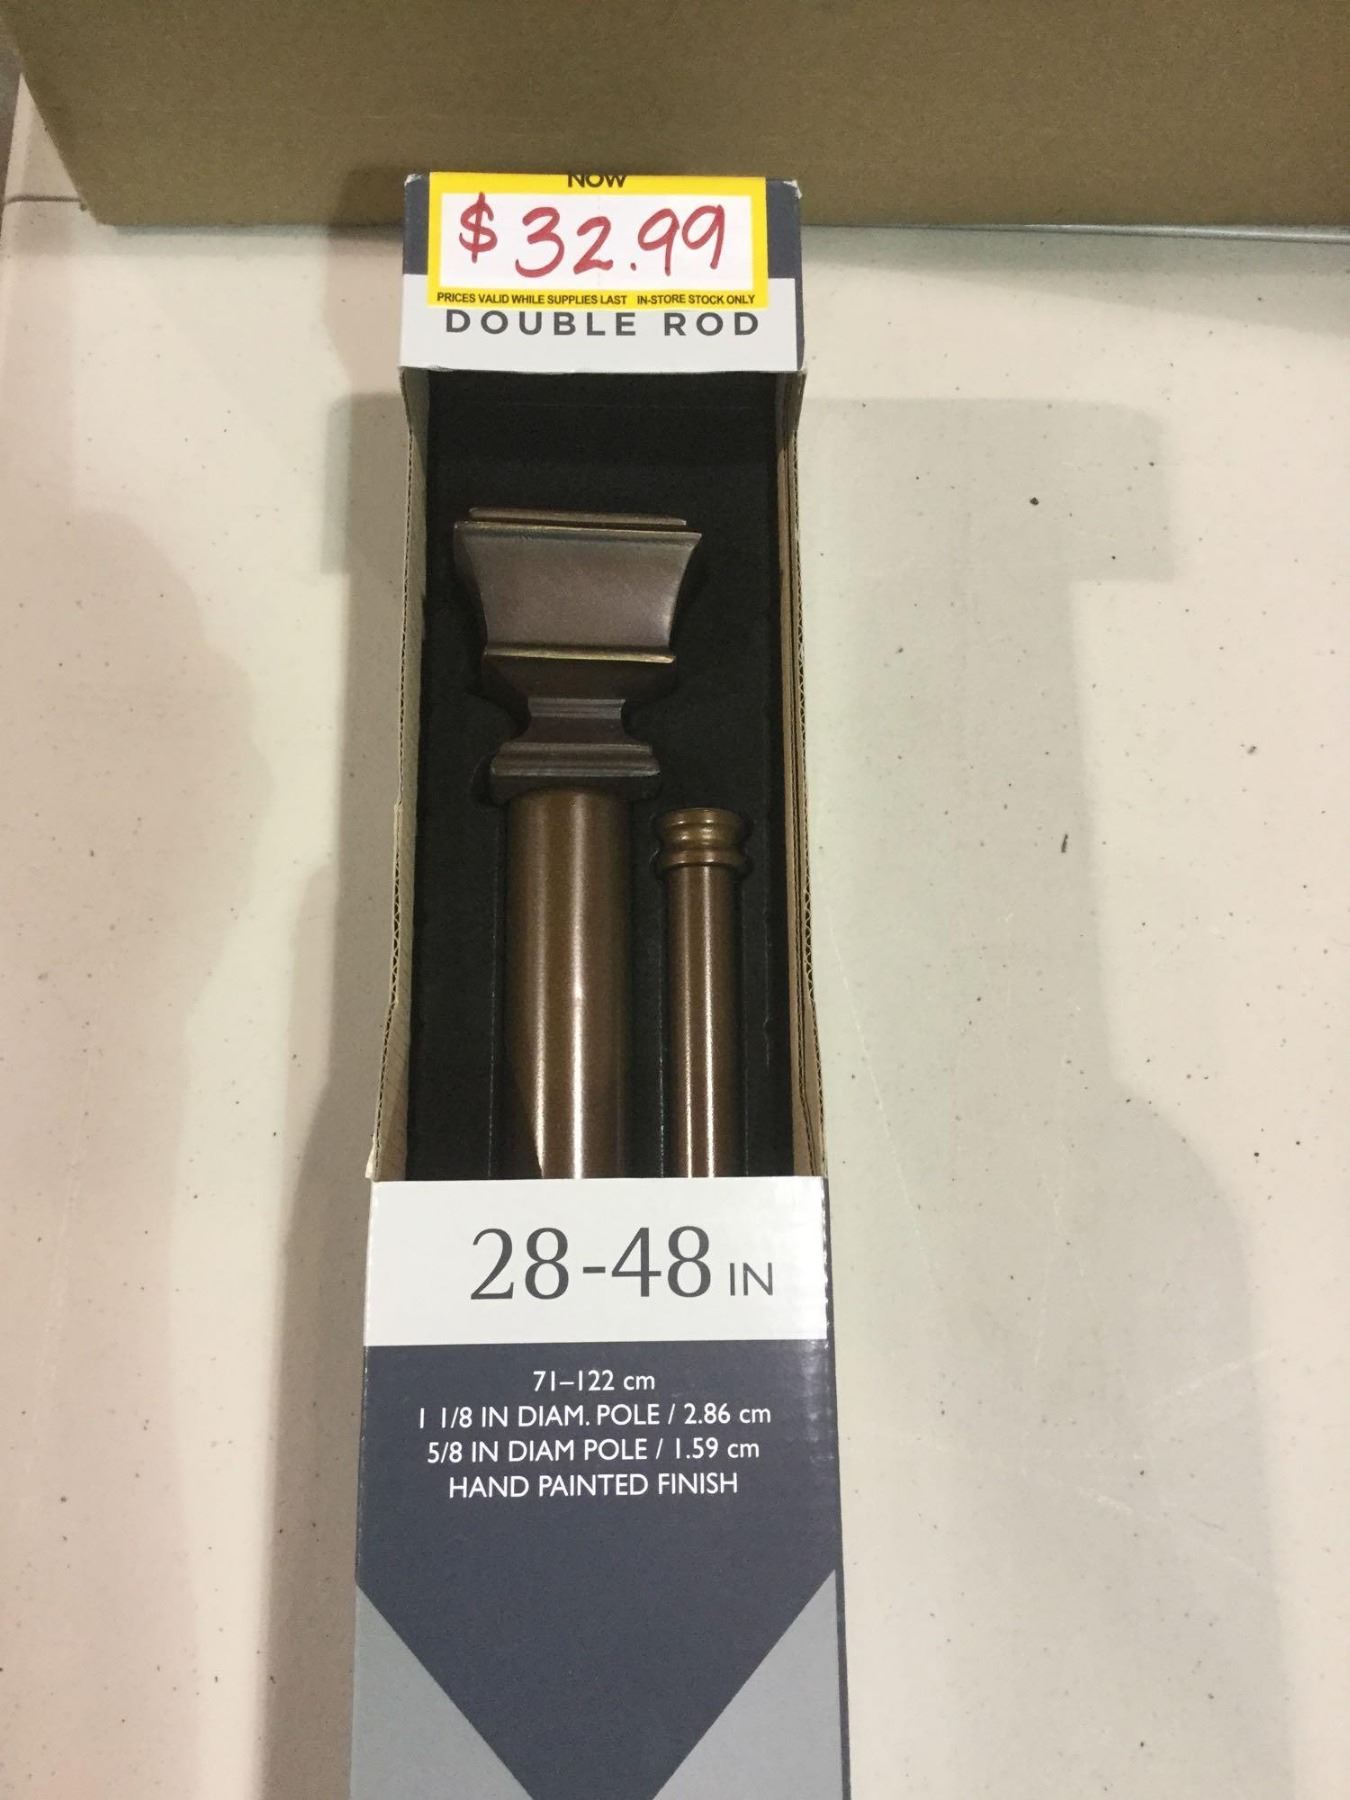 NOW
$32.99
PRICES VALID WHILE SUPPLIES LAST IN-STORE STOCK ONLY
DOUBLE ROD
28-48 IN
71–122 cm
1 1/8 IN DIAM. POLE / 2.86 cm
5/8 IN DIAM POLE / 1.59 cm
HAND PAINTED FINISH